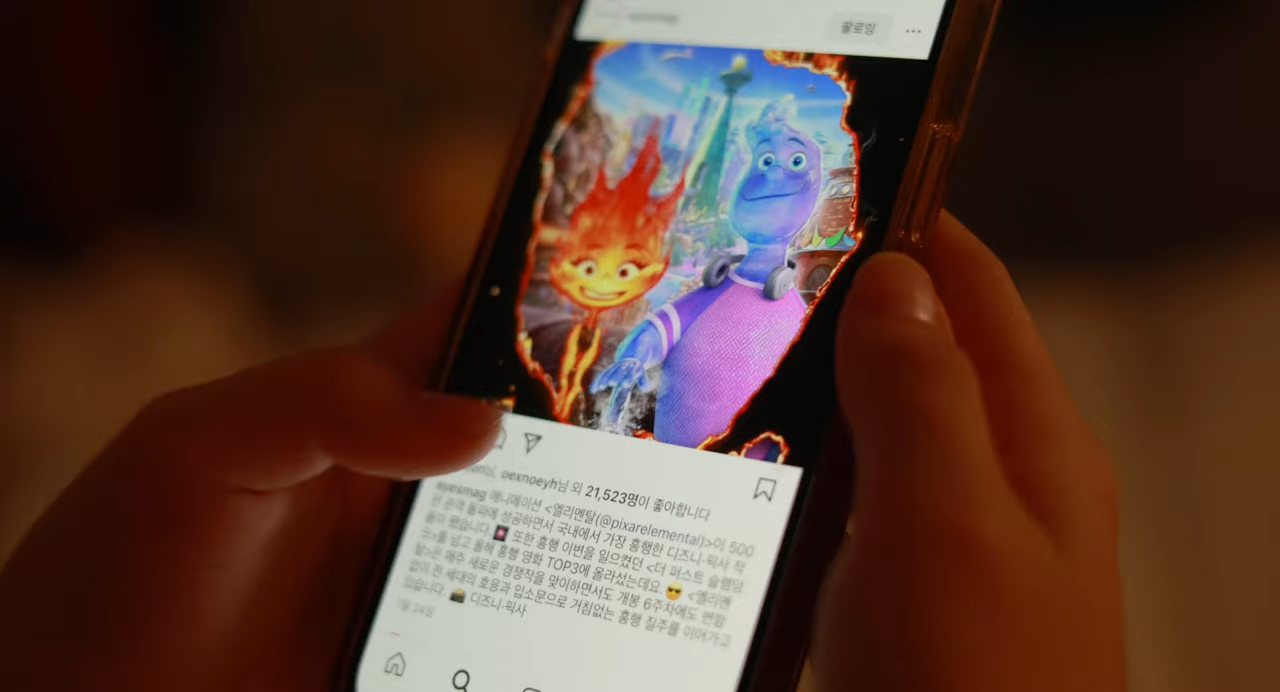 팔로잉
oexnoeyh님 외 21,523명이 좋아합니다
eyesmag 애니메이션 <엘리멘탈(@pixarelemental)>이 500
만 관객 돌파에 성공하면서 국내에서 가장 흥행한 디즈니·픽사 작
품이 됐습니다. 🎆 또한 흥행 이변을 일으켰던 <더 퍼스트 슬램덩
크>를 넘고 올해 흥행 영화 TOP3에 올라섰는데요 😎 <엘리멘
탈>은 매주 새로운 경쟁작을 맞이하면서도 개봉 6주차에도 변함
없이 전 세대의 호응과 입소문으로 거침없는 흥행 질주를 이어가고
있습니다. 📸 디즈니·픽사
7월 24일